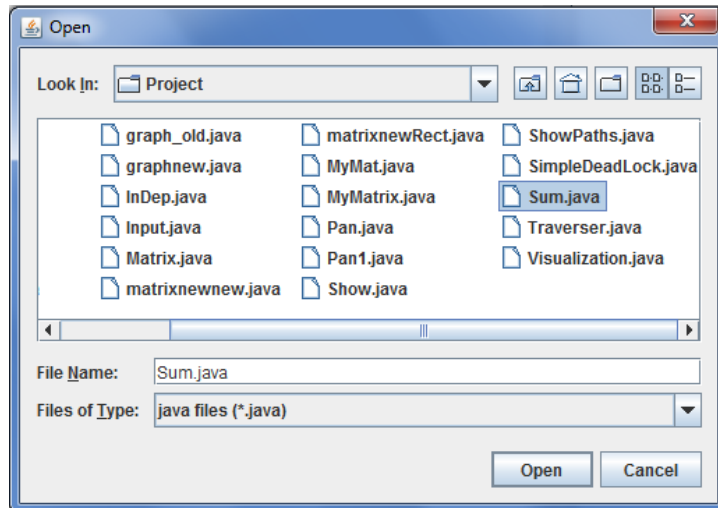 Open
Look In: Project
graph_old.java matrixnewRect.java ShowPaths.java
graphnew.java MyMat.java SimpleDeadLock.java
InDep.java MyMatrix.java Sum.java
Input.java Pan.java Traverser.java
Matrix.java Pan1.java Visualization.java
matrixnewnew.java Show.java
File Name: Sum.java
Files of Type: java files (*.java)
Open Cancel